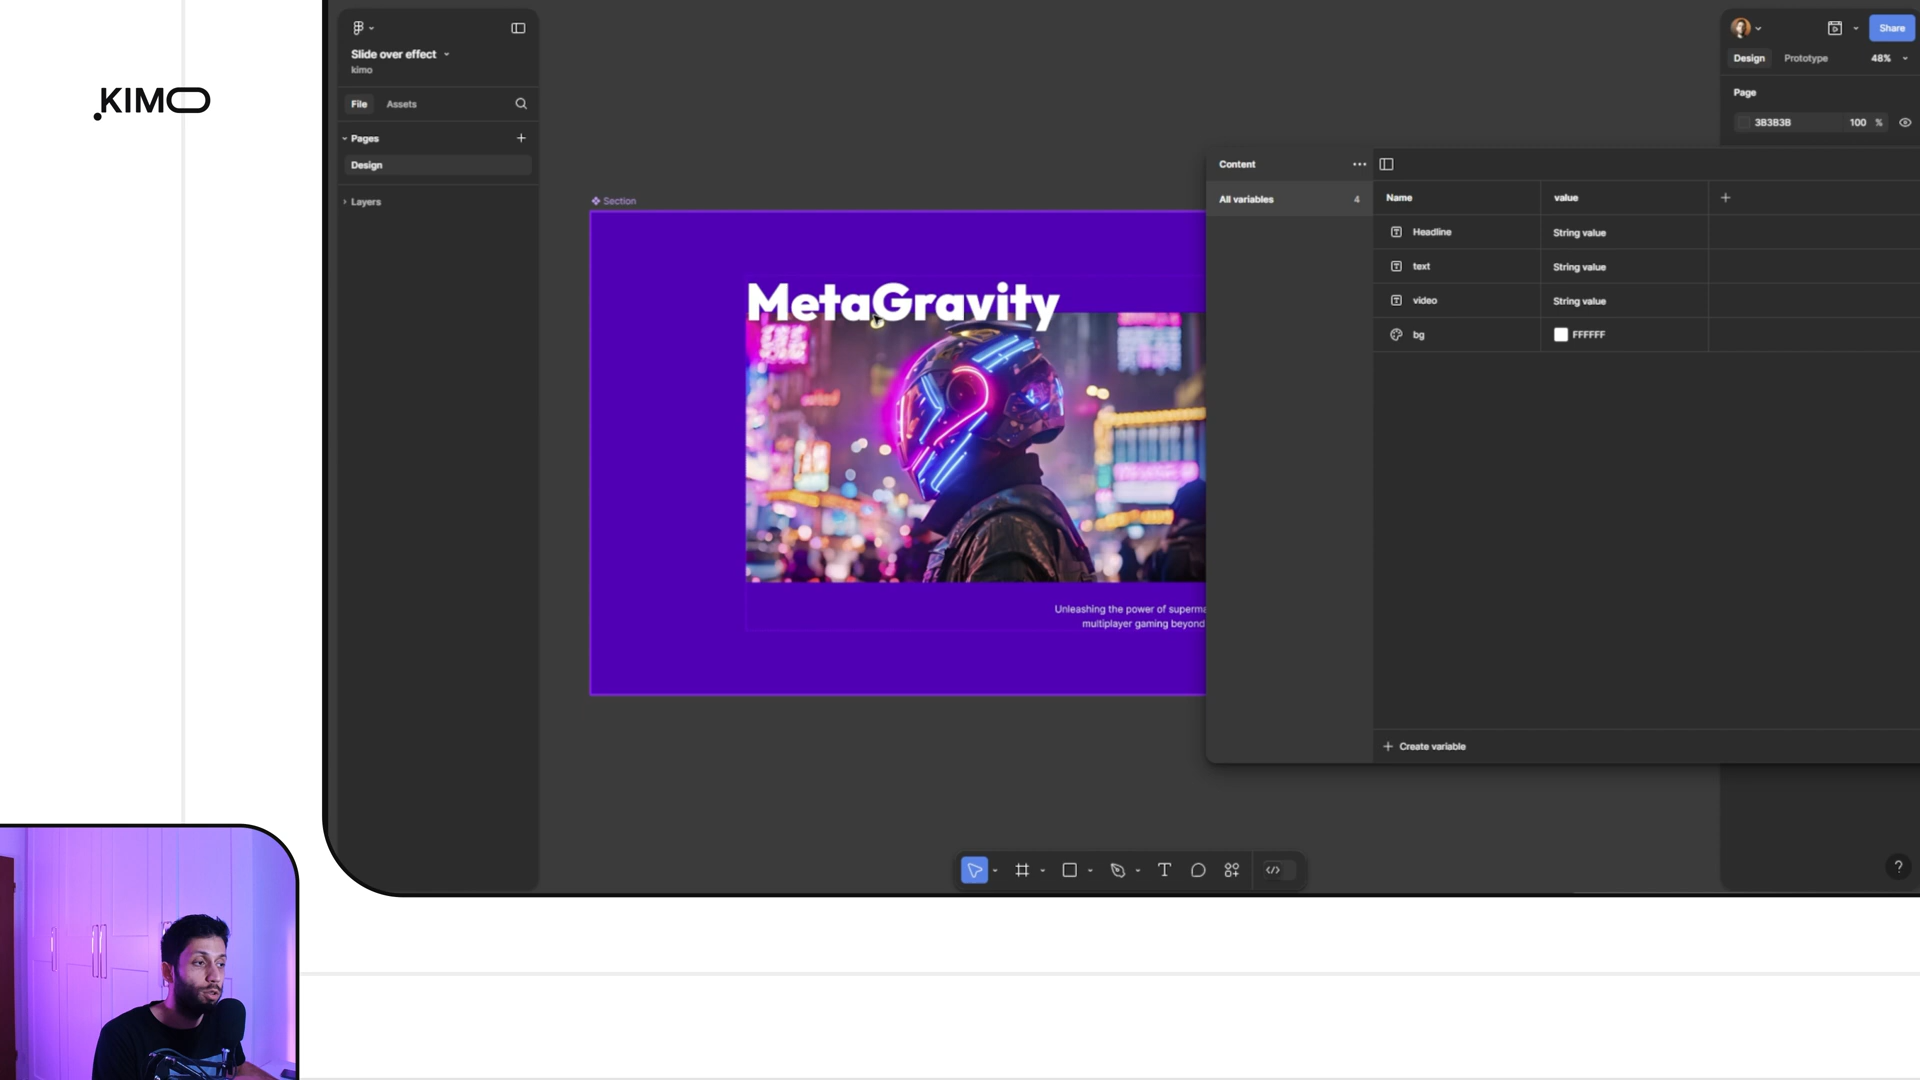 KIMO
Slide over effect
kimo
File
Assets
Pages
Design
Layers
Section
MetaGravity
Unleashing the power of superma
multiplayer gaming beyond
Share
Design
Prototype
48%
Page
3B3B3B
100
%
Content
All variables
4
Name
value
Headline
String value
text
String value
video
String value
bg
FFFFFF
Create variable
?